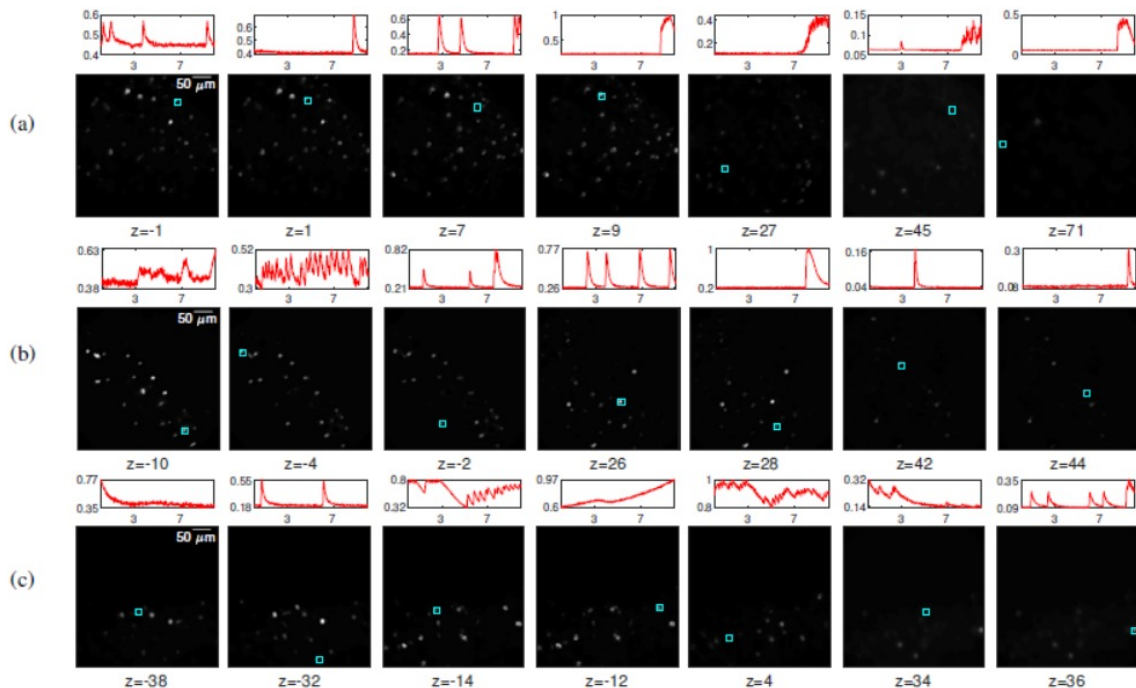 0.6 0.6 0.6 1 0.4 0.15 0.5
0.5 0.5 0.4 0.5 0.2 0.1
0.4 0.4 0.2 0 0.05 0
3 7 3 7 3 7 3 7 3 7 3 7 3 7
(a)
50 μm
z=-1 z=1 z=7 z=9 z=27 z=45 z=71
0.63 0.52 0.82 0.77 1 0.16 0.3
0.38 0.3 0.21 0.26 0.2 0.04
3 7 3 7 3 7 3 7 3 7 3 7 3 7
(b)
50 μm
z=-10 z=-4 z=-2 z=26 z=28 z=42 z=44
0.77 0.55 0.8 0.97 1 0.32 0.35
0.35 0.18 0.32 0.6 0.8 0.14 0.09
3 7 3 7 3 7 3 7 3 7 3 7 3 7
(c)
50 μm
z=-38 z=-32 z=-14 z=-12 z=4 z=34 z=36